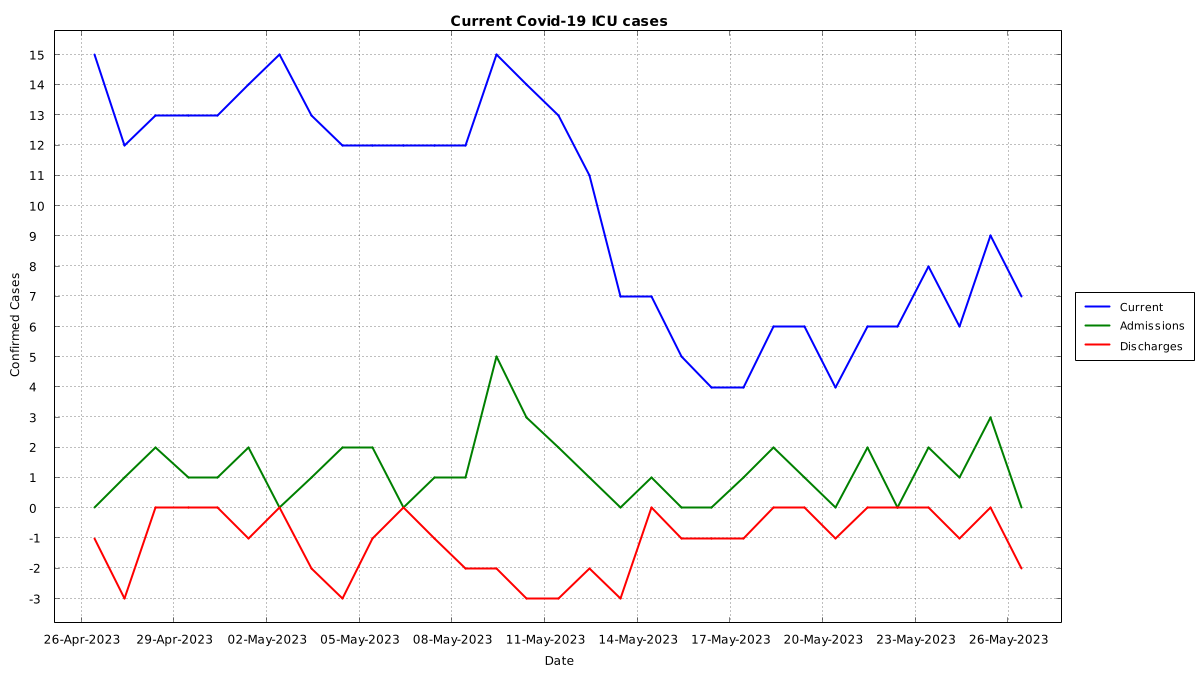 Current Covid-19 ICU cases
Confirmed Cases
15
14
13
12
11
10
9
8
7
6
5
4
3
2
1
0
-1
-2
-3
26-Apr-2023 29-Apr-2023 02-May-2023 05-May-2023 08-May-2023 11-May-2023 14-May-2023 17-May-2023 20-May-2023 23-May-2023 26-May-2023
Date
Current
Admissions
Discharges